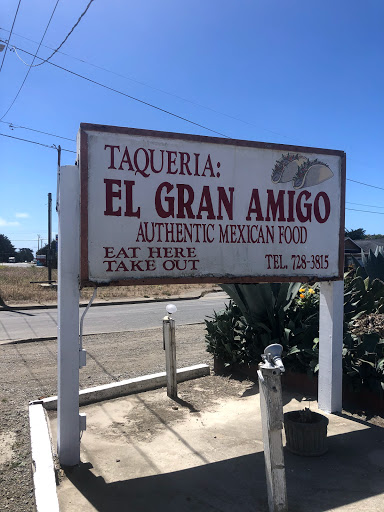 TAQUERIA:
EL GRAN AMIGO
AUTHENTIC MEXICAN FOOD
EAT HERE
TAKE OUT
TEL. 728-3815